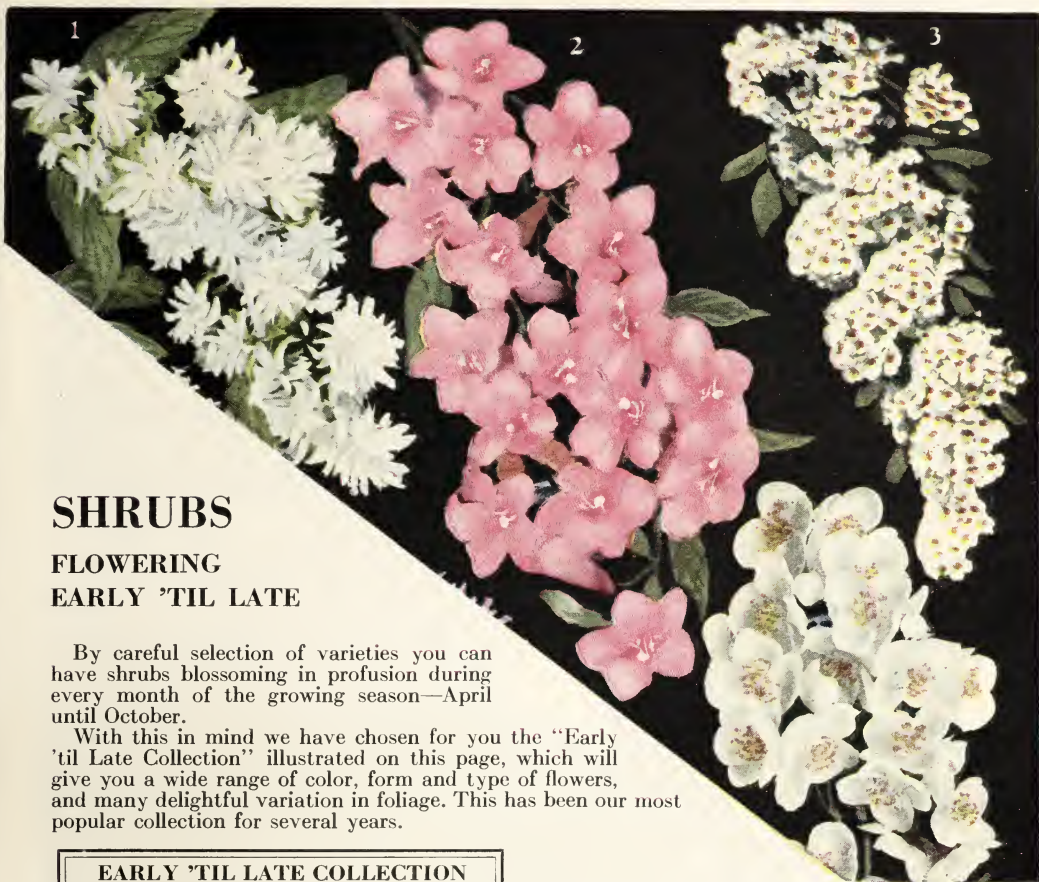 1
2
3
SHRUBS
FLOWERING
EARLY ’TIL LATE
By careful selection of varieties you can
have shrubs blossoming in profusion during
every month of the growing season—April
until October.
With this in mind we have chosen for you the “Early
’til Late Collection” illustrated on this page, which will
give you a wide range of color, form and type of flowers,
and many delightful variation in foliage. This has been our most
popular collection for several years.
EARLY ’TIL LATE COLLECTION